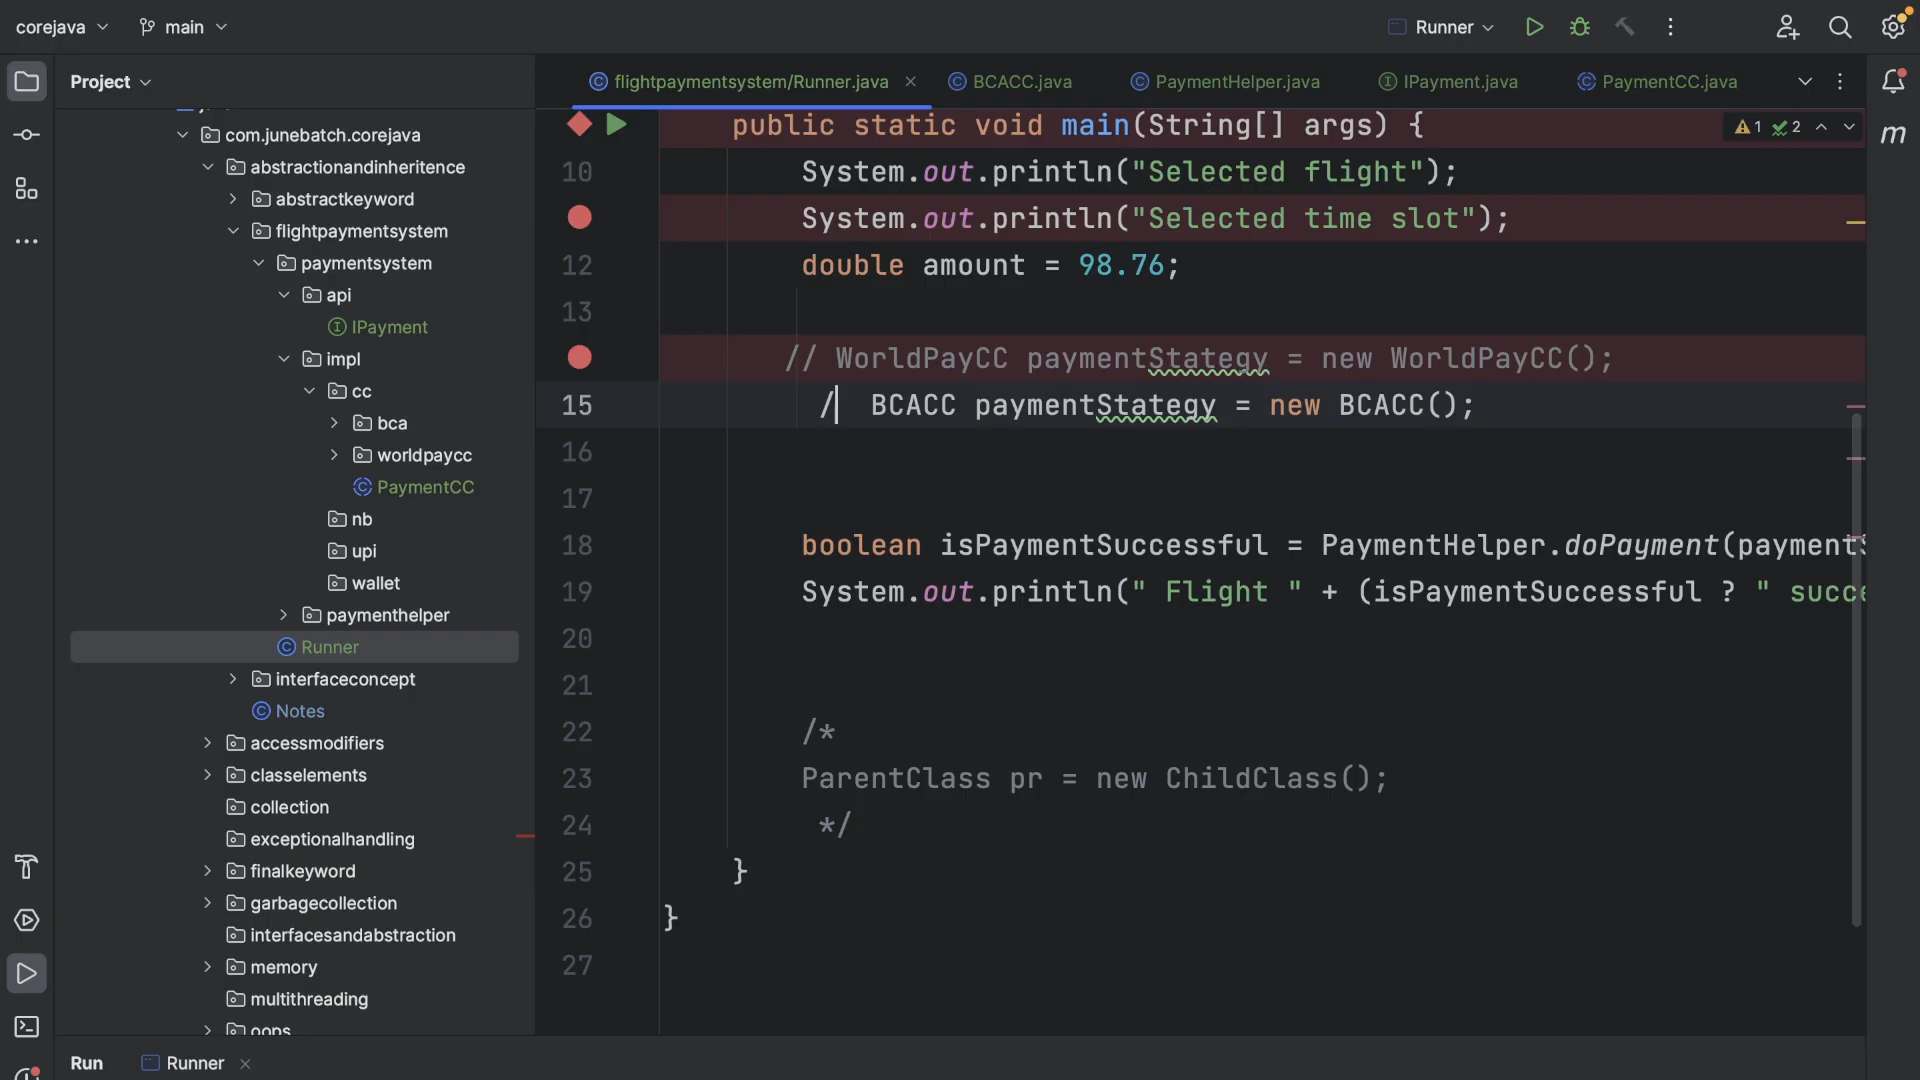 corejava
main
Runner
Project
flightpaymentsystem/Runner.java
BCACC.java
PaymentHelper.java
IPayment.java
PaymentCC.java
com.junebatch.corejava
abstractionandinheritence
abstractkeyword
flightpaymentsystem
paymentsystem
api
IPayment
impl
cc
bca
worldpaycc
PaymentCC
nb
upi
wallet
paymenthelper
Runner
interfaceconcept
Notes
accessmodifiers
classelements
collection
exceptionalhandling
finalkeyword
garbagecollection
interfacesandabstraction
memory
multithreading
oops
public static void main(String[] args) {
1 2
10 System.out.println("Selected flight");
System.out.println("Selected time slot");
12 double amount = 98.76;
13
// WorldPayCC paymentStategy = new WorldPayCC();
15 / BCACC paymentStategy = new BCACC();
16
17
18 boolean isPaymentSuccessful = PaymentHelper.doPayment(paymentS
19 System.out.println(" Flight " + (isPaymentSuccessful ? " succe
20
21
22 /*
23 ParentClass pr = new ChildClass();
24 */
25 }
26 }
27
Run
Runner